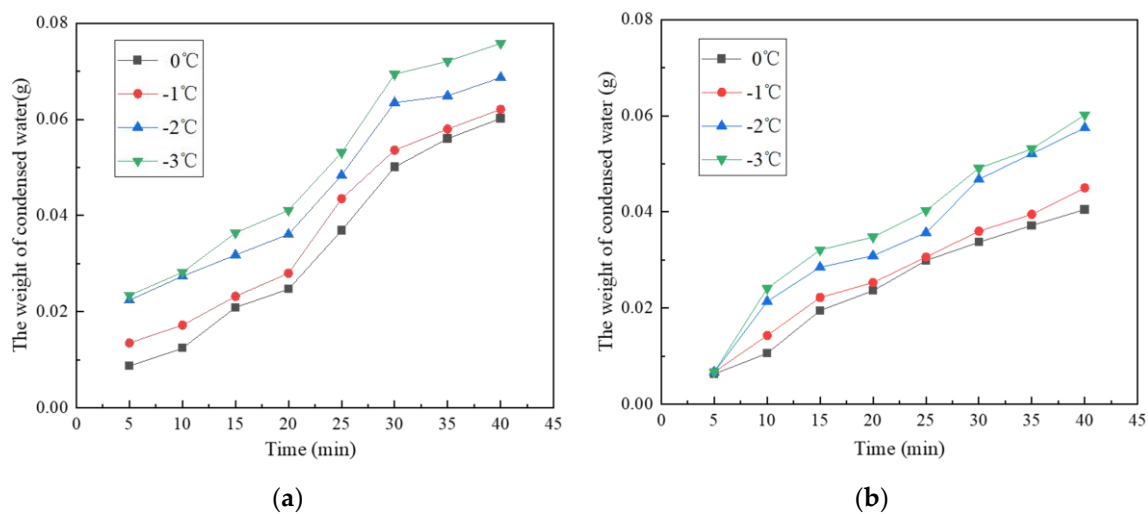 The weight of condensed water(g)
0.08
0.06
0.04
0.02
0.00
0℃
-1℃
-2℃
-3℃
0 5 10 15 20 25 30 35 40 45
Time (min)
(a)
The weight of condensed water (g)
0.08
0.06
0.04
0.02
0.00
0℃
-1℃
-2℃
-3℃
0 5 10 15 20 25 30 35 40 45
Time (min)
(b)